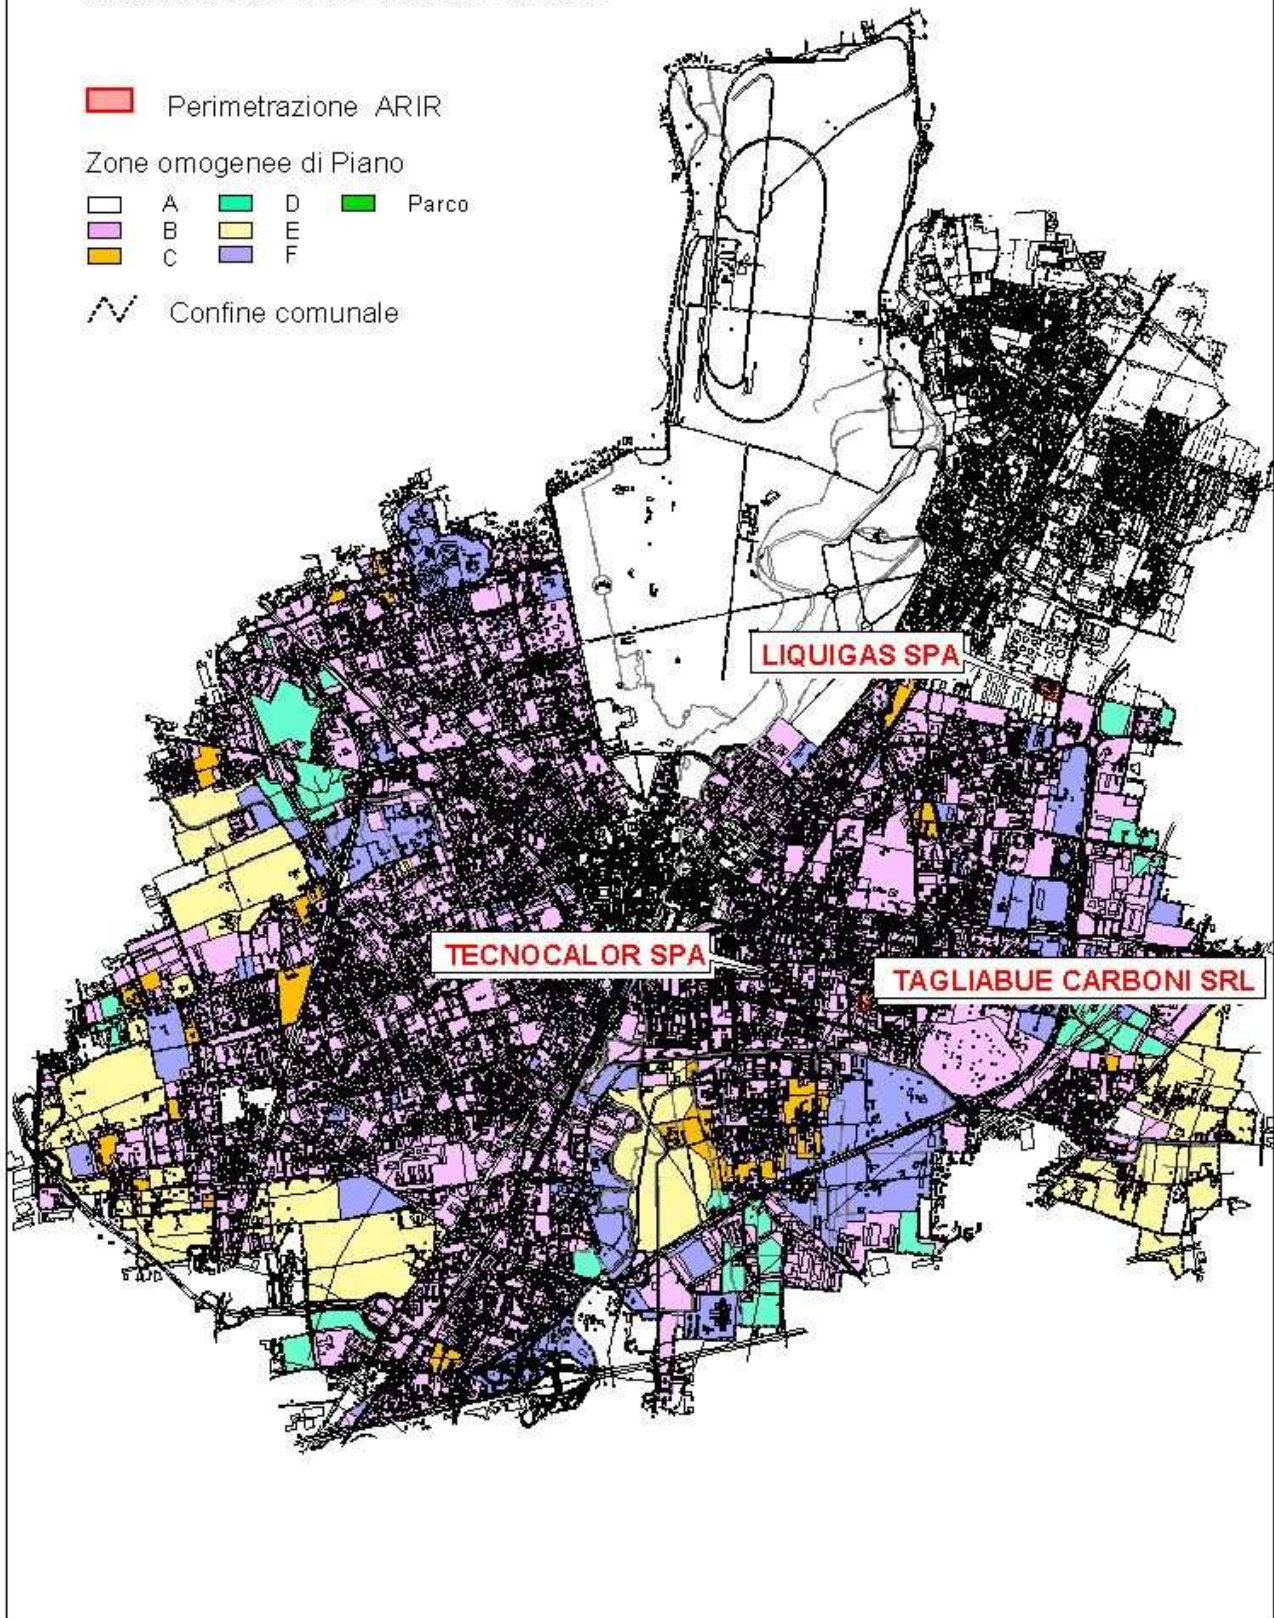 Perimetrazione ARIR
Zone omogenee di Piano
A D Parco
B E
C F
Confine comunale
LIQUIGAS SPA
TECNOCALOR SPA
TAGLIABUE CARBONI SRL